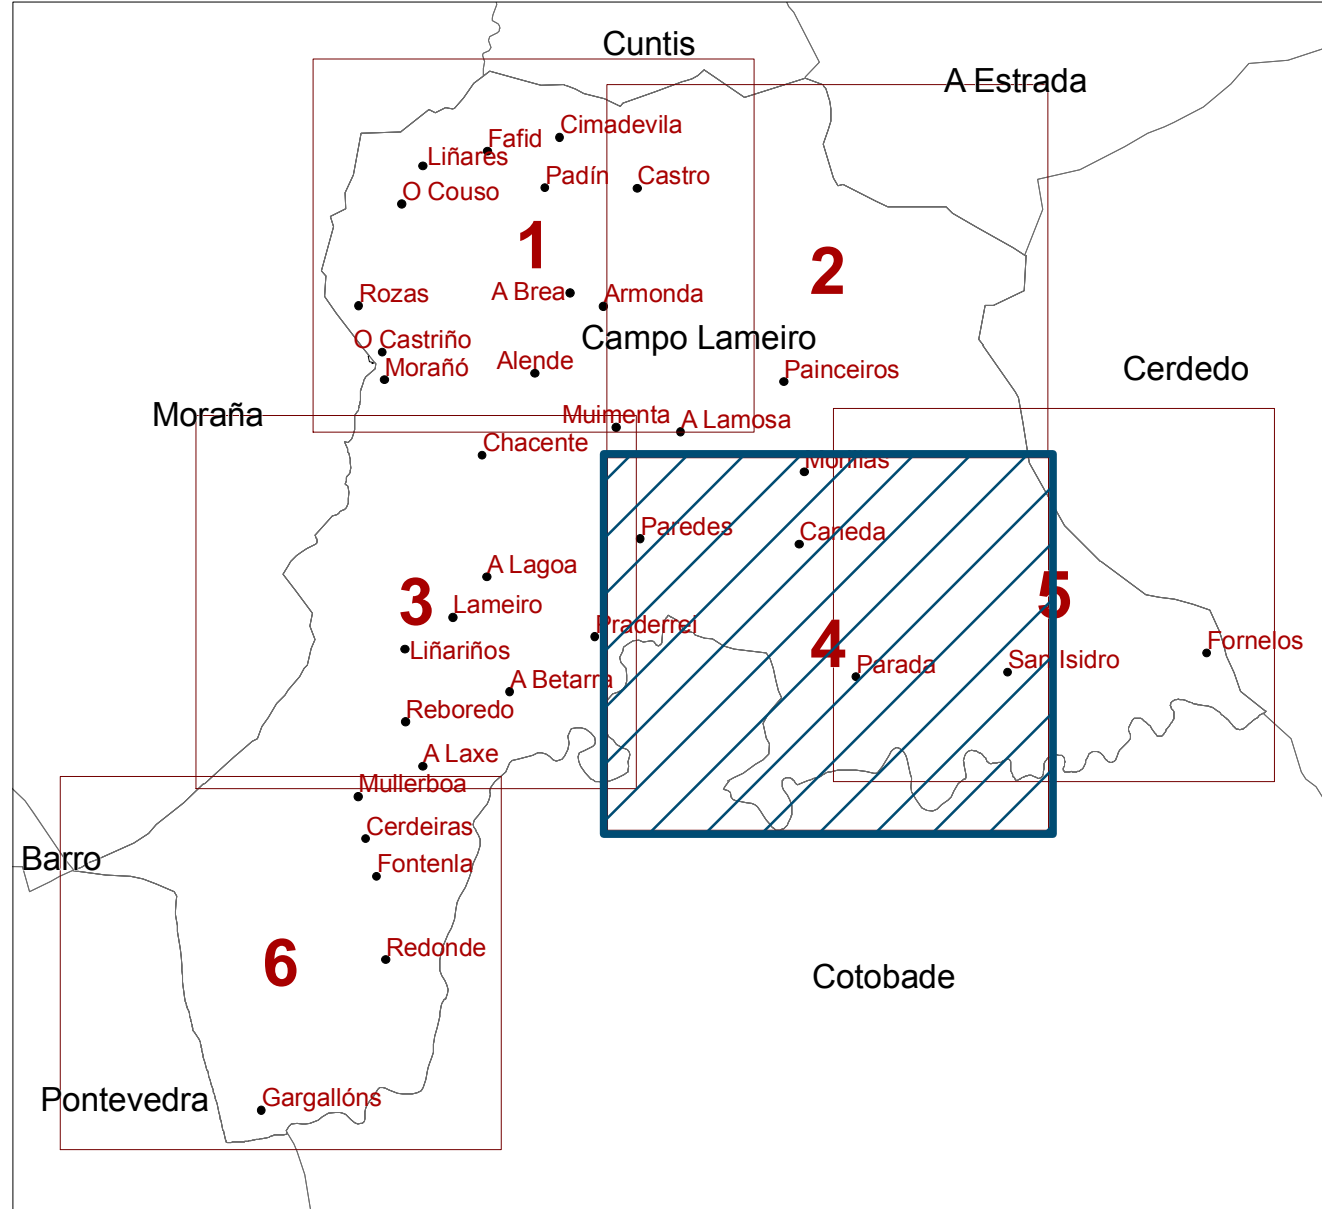 Cuntis
A Estrada
Cimadevila
Fafid
Liñares
Padín
Castro
O Couso
1
2
Rozas
A Brea
Armonda
O Castriño
Campo Lameiro
Alende
Morañó
Painceiros
Cerdedo
Moraña
Muimenta
A Lamosa
Chacente
Morillas
Paredes
Caneda
A Lagoa
3
Lameiro
5
Praderrei
4
Liñariños
Parada
San Isidro
Fornelos
A Betarra
Reboredo
A Laxe
Mullerboa
Cerdeiras
Barro
Fontenla
6
Redonde
Cotobade
Pontevedra
Gargallóns